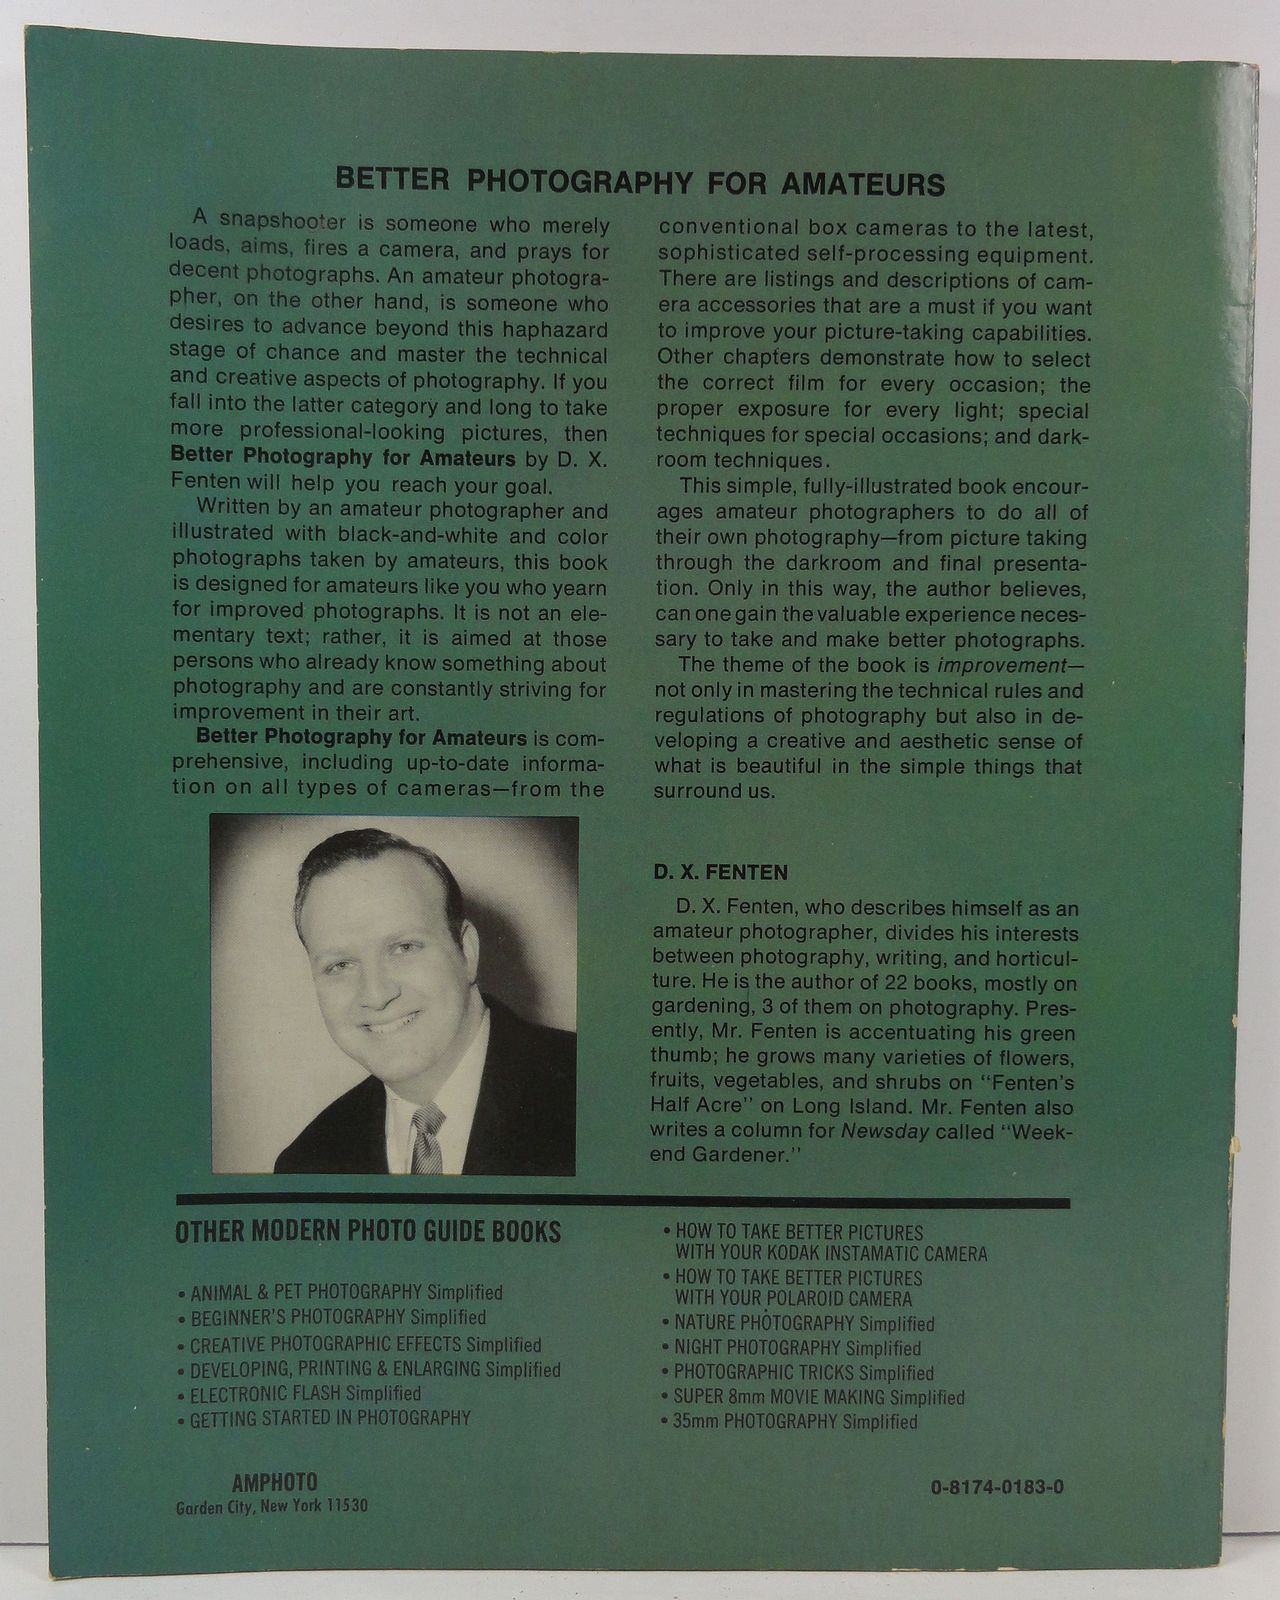 BETTER PHOTOGRAPHY FOR AMATEURS
A snapshooter is someone who merely
loads, aims, fires a camera, and prays for
decent photographs. An amateur photogra-
pher, on the other hand, is someone who
desires to advance beyond this haphazard
stage of chance and master the technical
and creative aspects of photography. If you
fall into the latter category and long to take
more professional-looking pictures, then
Better Photography for Amateurs by D. X.
Fenten will help you reach your goal.
Written by an amateur photographer and
illustrated with black-and-white and color
photographs taken by amateurs, this book
is designed for amateurs like you who yearn
for improved photographs. It is not an ele-
mentary text; rather, it is aimed at those
persons who already know something about
photography and are constantly striving for
improvement in their art.
Better Photography for Amateurs is com-
prehensive, including up-to-date informa-
tion on all types of cameras—from the
conventional box cameras to the latest,
sophisticated self-processing equipment.
There are listings and descriptions of cam-
era accessories that are a must if you want
to improve your picture-taking capabilities.
Other chapters demonstrate how to select
the correct film for every occasion; the
proper exposure for every light; special
techniques for special occasions; and dark-
room techniques.
This simple, fully-illustrated book encour-
ages amateur photographers to do all of
their own photography—from picture taking
through the darkroom and final presenta-
tion. Only in this way, the author believes,
can one gain the valuable experience neces-
sary to take and make better photographs.
The theme of the book is improvement—
not only in mastering the technical rules and
regulations of photography but also in de-
veloping a creative and aesthetic sense of
what is beautiful in the simple things that
surround us.
D. X. FENTEN
D. X. Fenten, who describes himself as an
amateur photographer, divides his interests
between photography, writing, and horticul-
ture. He is the author of 22 books, mostly on
gardening, 3 of them on photography. Pres-
ently, Mr. Fenten is accentuating his green
thumb; he grows many varieties of flowers,
fruits, vegetables, and shrubs on "Fenten's
Half Acre" on Long Island. Mr. Fenten also
writes a column for Newsday called "Week-
end Gardener."
OTHER MODERN PHOTO GUIDE BOOKS
• ANIMAL & PET PHOTOGRAPHY Simplified
• BEGINNER'S PHOTOGRAPHY Simplified
• CREATIVE PHOTOGRAPHIC EFFECTS Simplified
• DEVELOPING, PRINTING & ENLARGING Simplified
• ELECTRONIC FLASH Simplified
• GETTING STARTED IN PHOTOGRAPHY
• HOW TO TAKE BETTER PICTURES
WITH YOUR KODAK INSTAMATIC CAMERA
• HOW TO TAKE BETTER PICTURES
WITH YOUR POLAROID CAMERA
• NATURE PHOTOGRAPHY Simplified
• NIGHT PHOTOGRAPHY Simplified
• PHOTOGRAPHIC TRICKS Simplified
• SUPER 8mm MOVIE MAKING Simplified
• 35mm PHOTOGRAPHY Simplified
AMPHOTO
Garden City, New York 11530
0-8174-0183-0